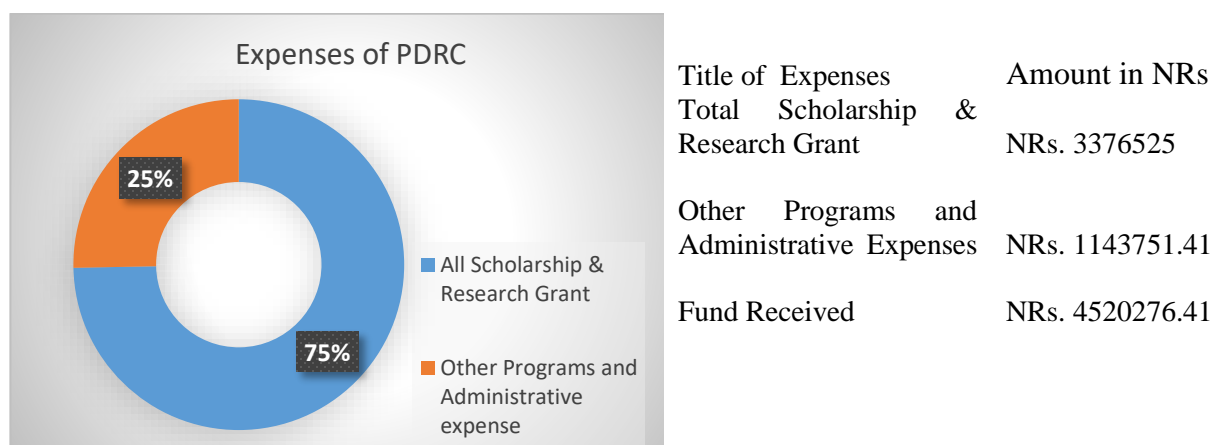 Expenses of PDRC
25%
75%
All Scholarship &
Research Grant
Other Programs and
Administrative
expense
Title of Expenses Amount in NRs
Total Scholarship &
Research Grant NRs. 3376525
Other Programs and
Administrative Expenses NRs. 1143751.41
Fund Received NRs. 4520276.41